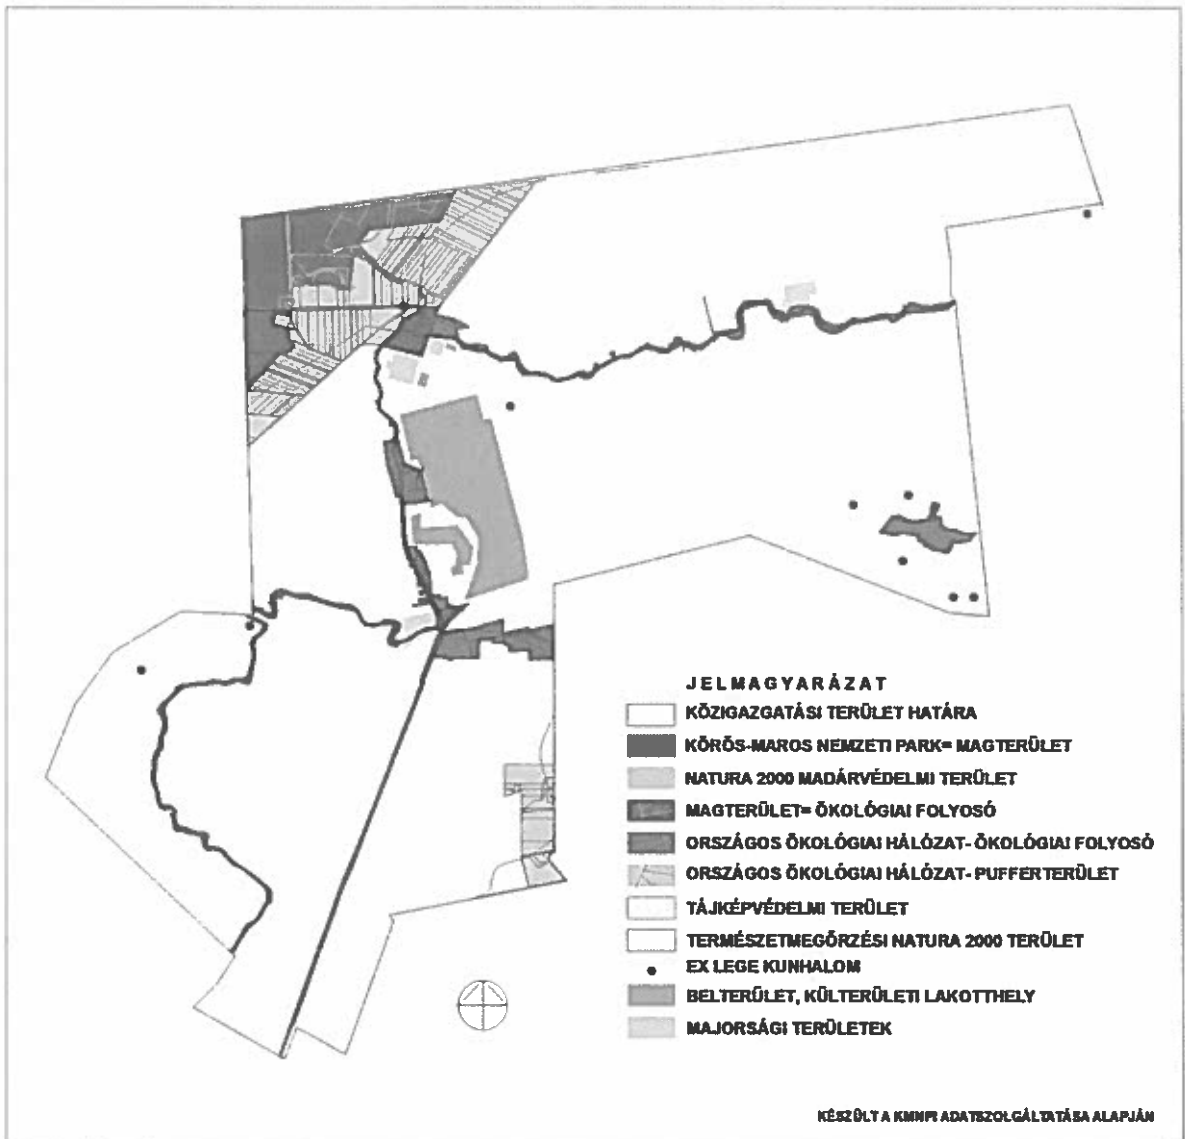 JELMAGYARÁZAT
KÖZIGAZGATÁSI TERÜLET HATÁRA
KÖRÖS-MAROS NEMZETI PARK= MAGTERÜLET
NATURA 2000 MADÁRVÉDELMI TERÜLET
MAGTERÜLET= ÖKOLÓGIAI FOLYOSÓ
ORSZÁGOS ÖKOLÓGIAI HÁLÓZAT- ÖKOLÓGIAI FOLYOSÓ
ORSZÁGOS ÖKOLÓGIAI HÁLÓZAT- PUFFERTERÜLET
TÁJKÉPVÉDELMI TERÜLET
TERMÉSZETMEGŐRZÉSI NATURA 2000 TERÜLET
EX LEGE KUNHALOM
BELTERÜLET, KÜLTERÜLETI LAKOTTHELY
MAJORSÁGI TERÜLETEK
KÉSZÜLT A KMNPI ADATSZOLGÁLTATÁSA ALAPJÁN